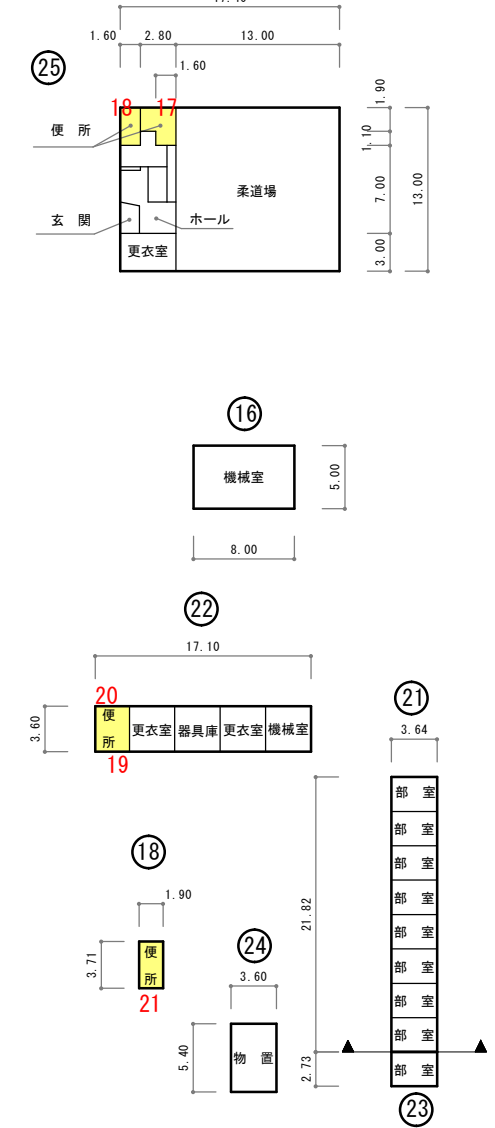 1.60 2.80 13.00
25
1.60
18 17
便 所
柔道場
玄 関
ホール
更衣室
1.90
1.10
7.00
3.00
13.00
16
機械室
5.00
8.00
22
17.10
20
3.60
便所
更衣室 器具庫 更衣室 機械室
19
21
3.64
部 室
部 室
部 室
部 室
部 室
部 室
部 室
部 室
部 室
21.82
2.73
23
18
1.90
3.71
便所
21
24
3.60
5.40
物 置